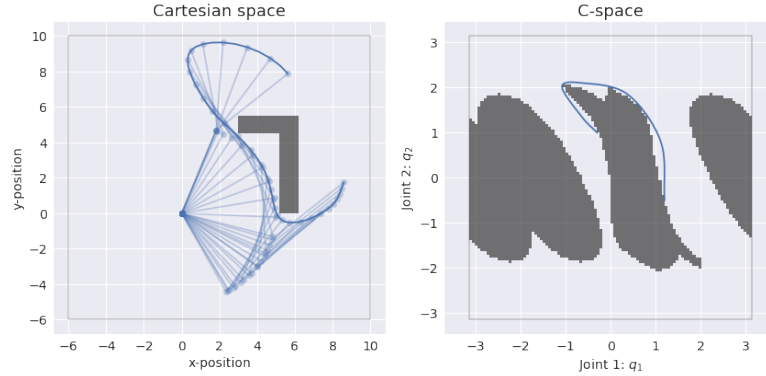 Cartesian space
10
8
6
4
2
0
−2
−4
−6
y-position
−6 −4 −2 0 2 4 6 8 10
x-position
C-space
3
2
1
0
−1
−2
−3
Joint 2: q₂
−3 −2 −1 0 1 2 3
Joint 1: q₁